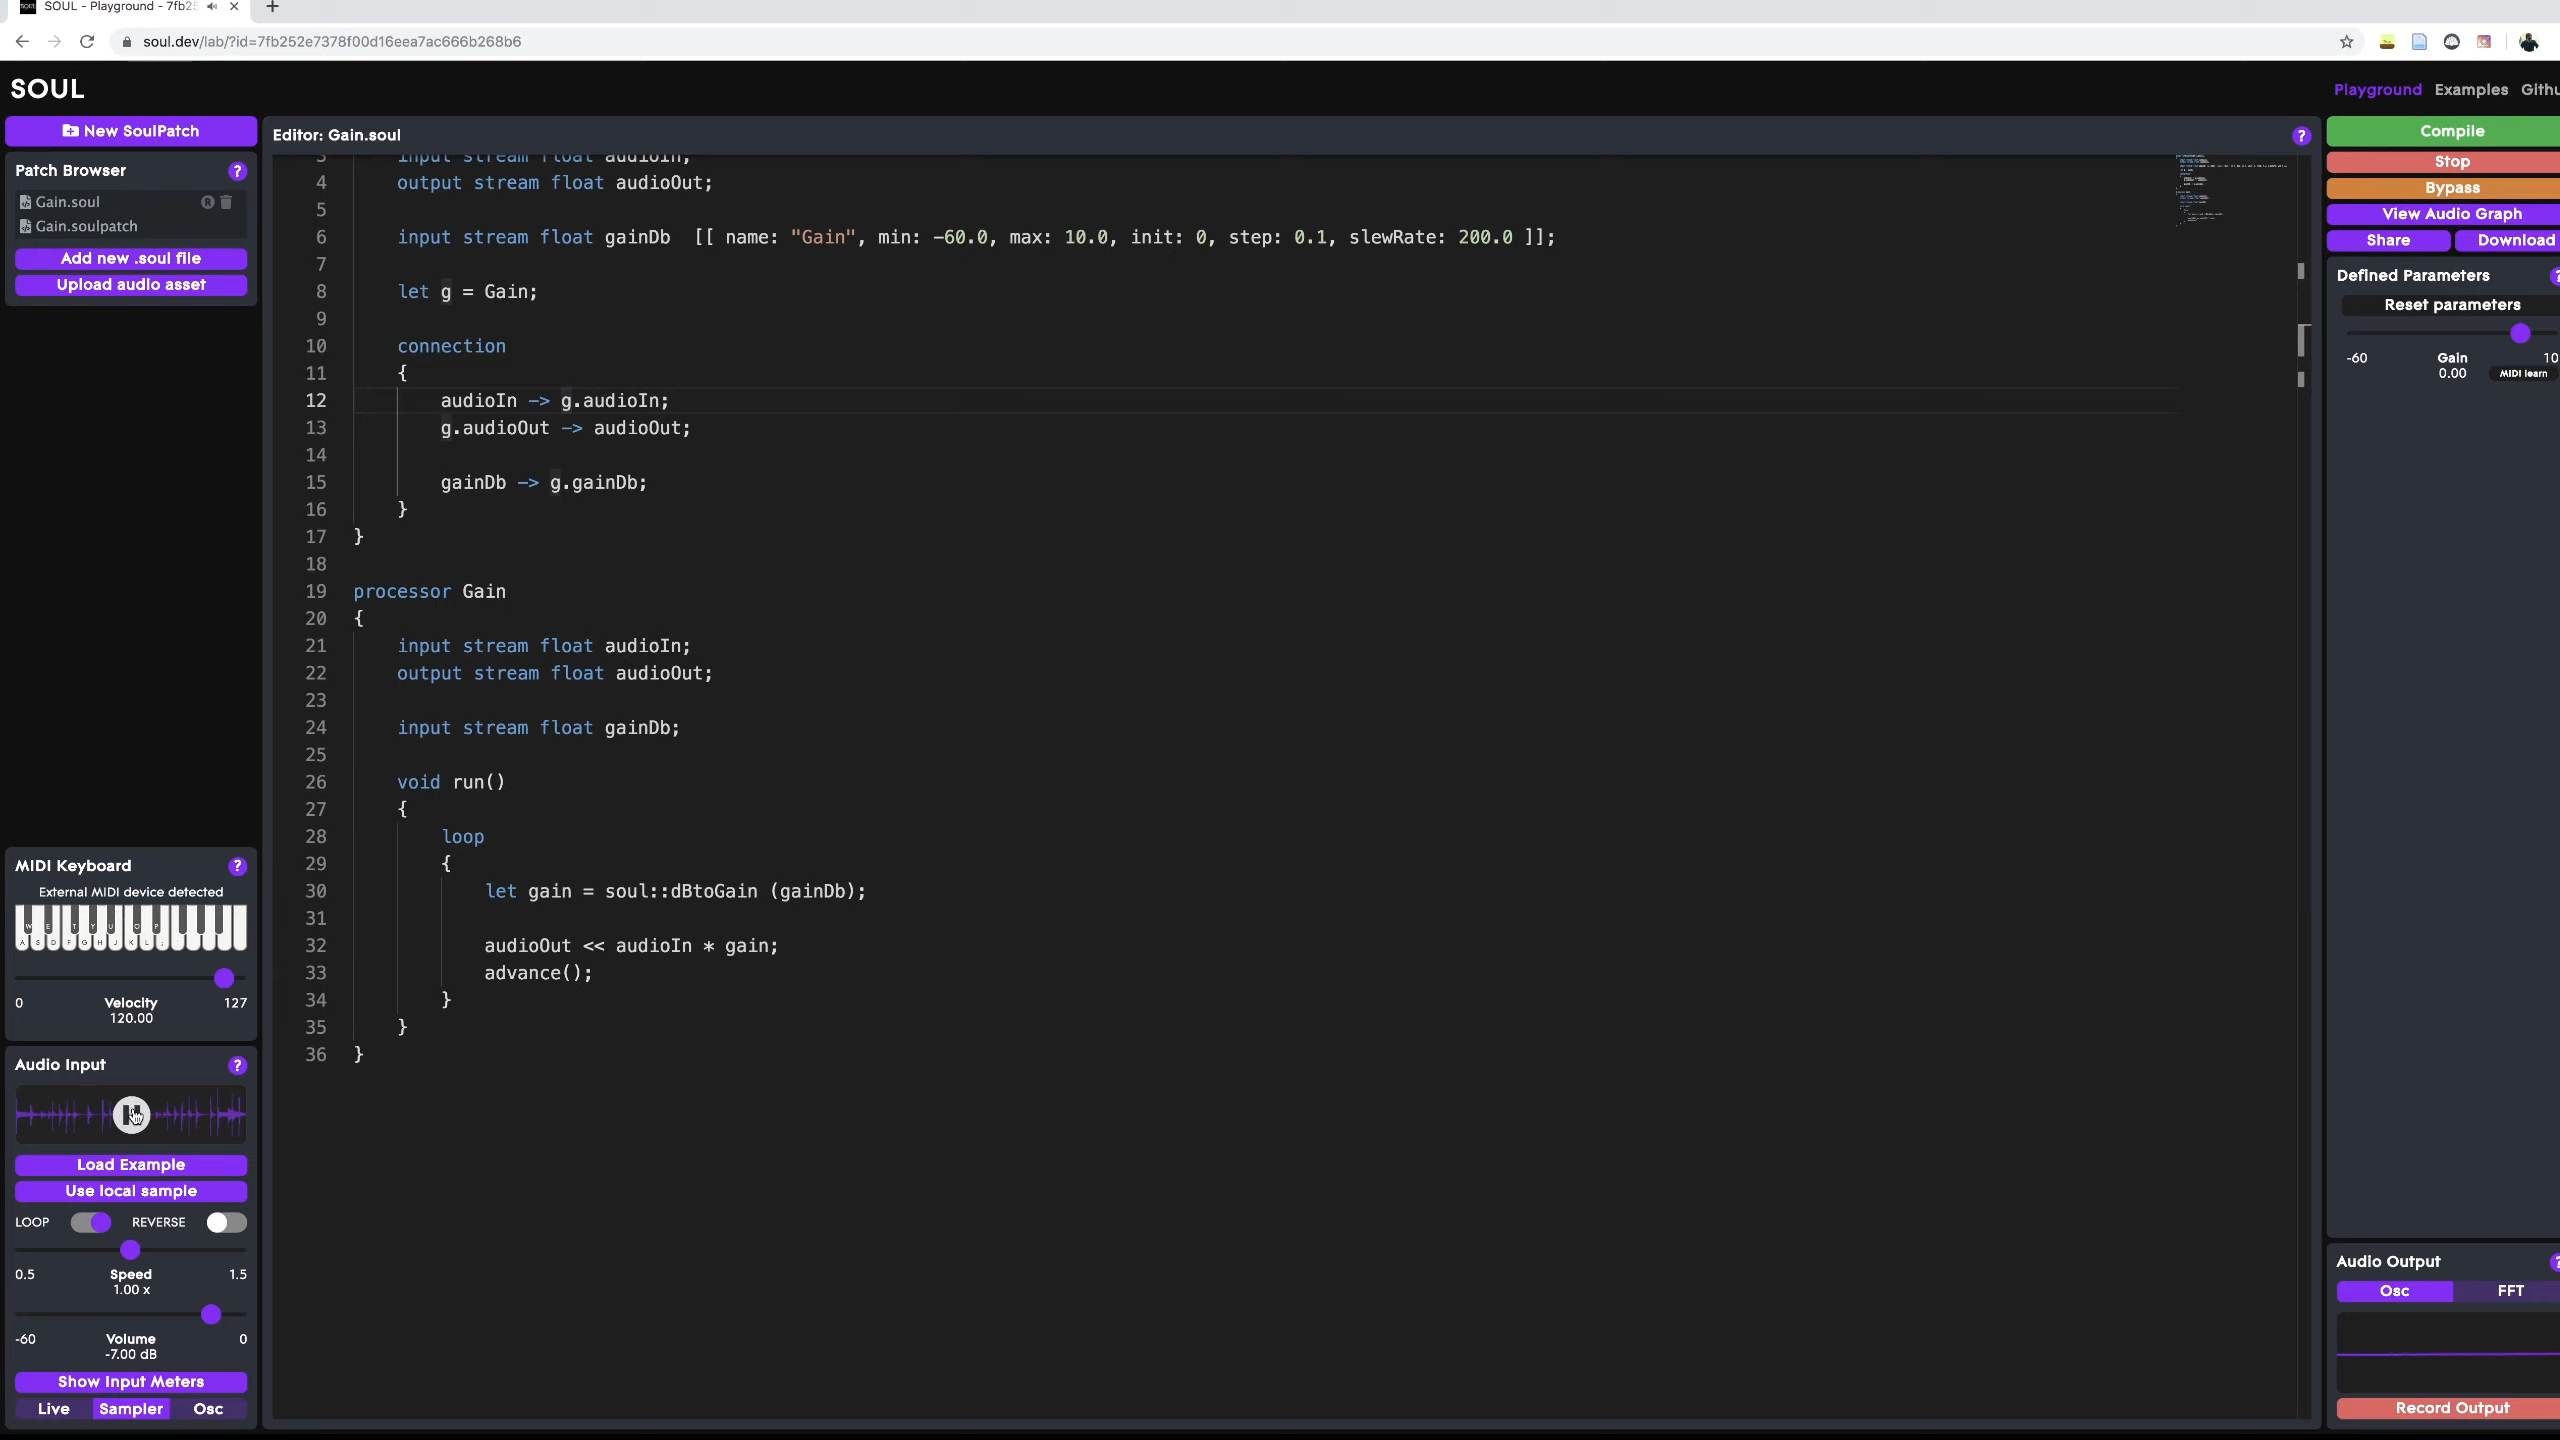 SOUL - Playground - 7fb25
soul.dev/lab/?id=7fb252e7378f00d16eea7ac666b268b6
SOUL
Playground Examples Githu
New SoulPatch
Patch Browser ?
Gain.soul R
Gain.soulpatch
Add new .soul file
Upload audio asset
Editor: Gain.soul ?
3 input stream float audioIn;
4 output stream float audioOut;
5
6 input stream float gainDb [[ name: "Gain", min: -60.0, max: 10.0, init: 0, step: 0.1, slewRate: 200.0 ]];
7
8 let g = Gain;
9
10 connection
11 {
12 audioIn -> g.audioIn;
13 g.audioOut -> audioOut;
14
15 gainDb -> g.gainDb;
16 }
17 }
18
19 processor Gain
20 {
21 input stream float audioIn;
22 output stream float audioOut;
23
24 input stream float gainDb;
25
26 void run()
27 {
28 loop
29 {
30 let gain = soul::dBtoGain (gainDb);
31
32 audioOut << audioIn * gain;
33 advance();
34 }
35 }
36 }
MIDI Keyboard ?
External MIDI device detected
W E T Y U O P
A S D F G H J K L ;
0 Velocity 127
120.00
Audio Input ?
Load Example
Use local sample
LOOP REVERSE
0.5 Speed 1.5
1.00 x
-60 Volume 0
-7.00 dB
Show Input Meters
Live Sampler Osc
Compile
Stop
Bypass
View Audio Graph
Share Download
Defined Parameters ?
Reset parameters
-60 Gain 10
0.00 MIDI learn
Audio Output ?
Osc FFT
Record Output